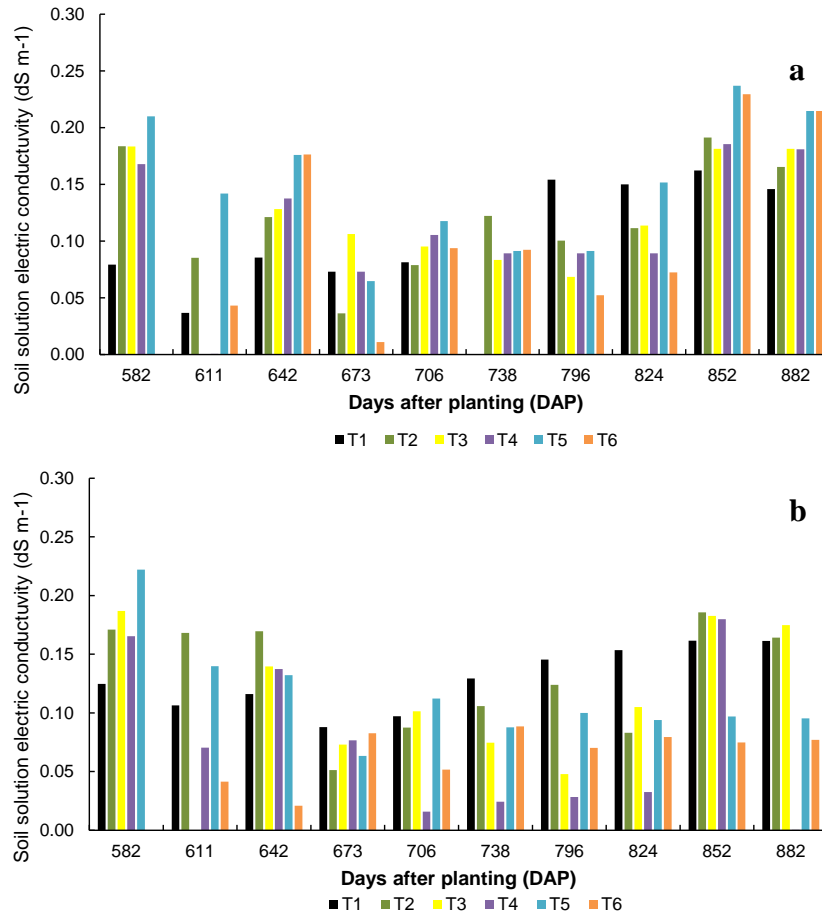 0.30
0.25
0.20
0.15
0.10
0.05
0.00
Soil solution electric conductuvity (dS m-1)
a
582 611 642 673 706 738 796 824 852 882
Days after planting (DAP)
T1 T2 T3 T4 T5 T6
0.30
0.25
0.20
0.15
0.10
0.05
0.00
Soil solution electric conductuvity (dS m-1)
b
582 611 642 673 706 738 796 824 852 882
Days after planting (DAP)
T1 T2 T3 T4 T5 T6